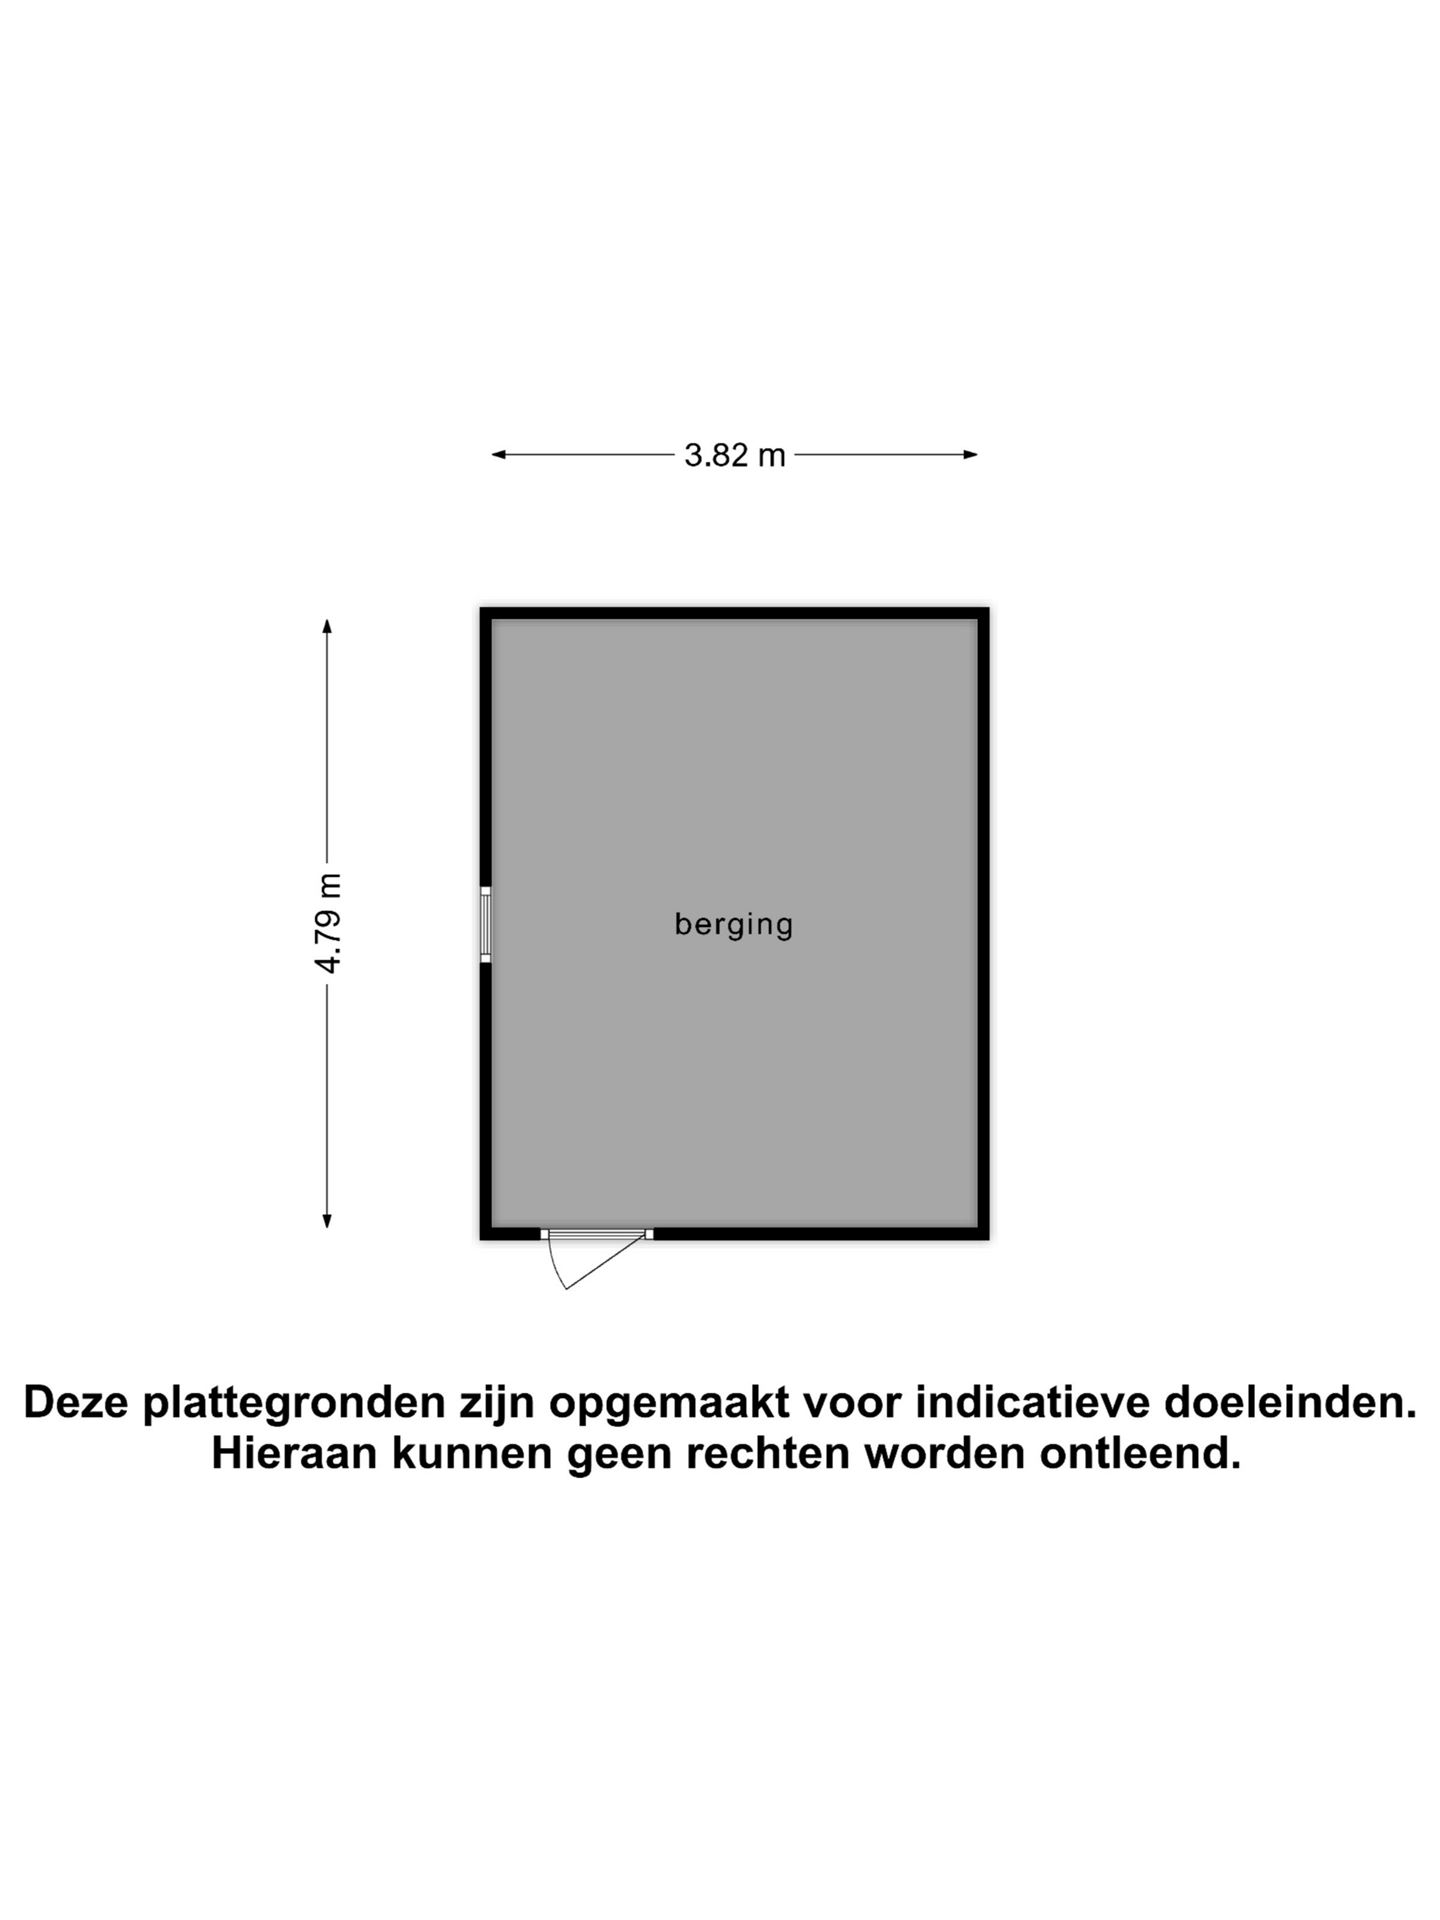 3.82 m
4.79 m
berging
Deze plattegronden zijn opgemaakt voor indicatieve doeleinden.
Hieraan kunnen geen rechten worden ontleend.